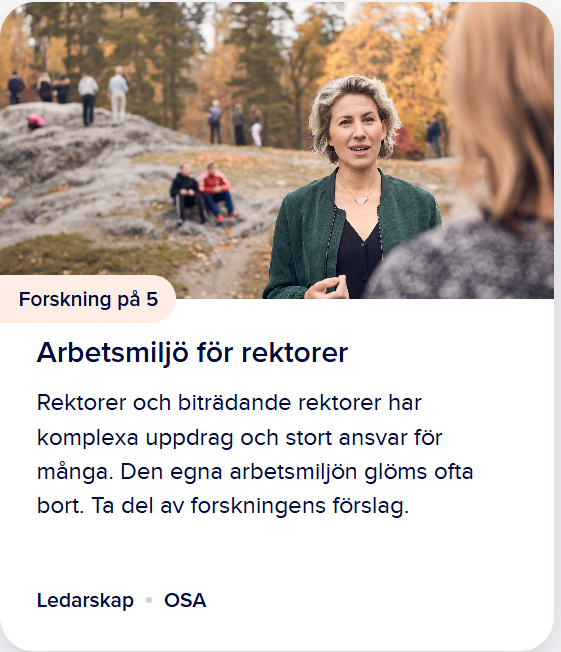 Forskning på 5
Arbetsmiljö för rektorer
Rektorer och biträdande rektorer har
komplexa uppdrag och stort ansvar för
många. Den egna arbetsmiljön glöms ofta
bort. Ta del av forskningens förslag.
Ledarskap • OSA